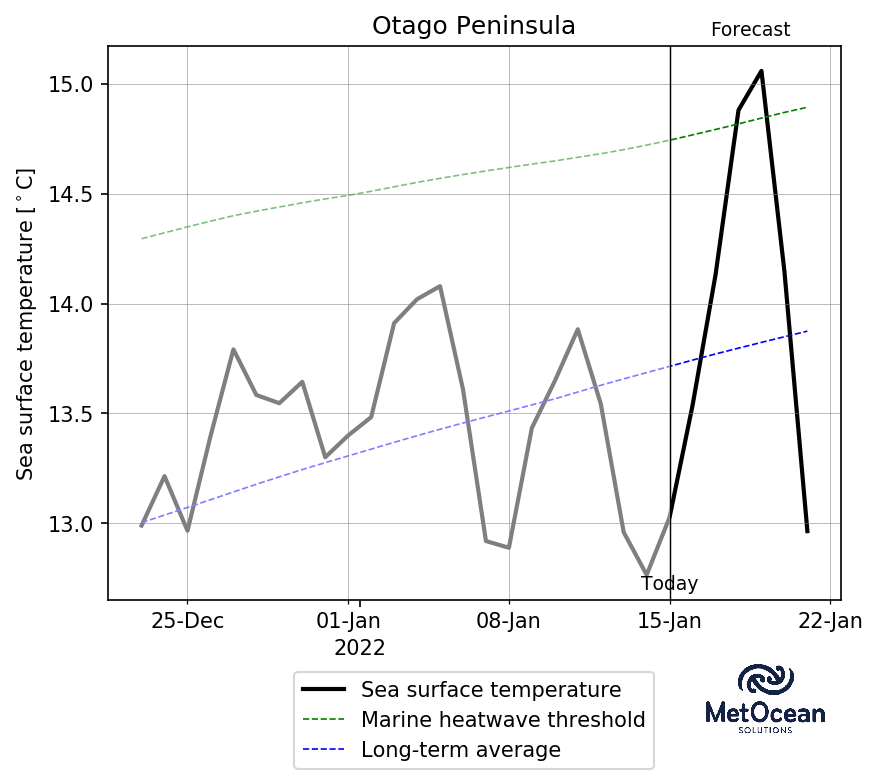 Otago Peninsula
Forecast
Sea surface temperature [°C]
15.0
14.5
14.0
13.5
13.0
Today
25-Dec
01-Jan
2022
08-Jan
15-Jan
22-Jan
Sea surface temperature
Marine heatwave threshold
Long-term average
MetOcean
SOLUTIONS